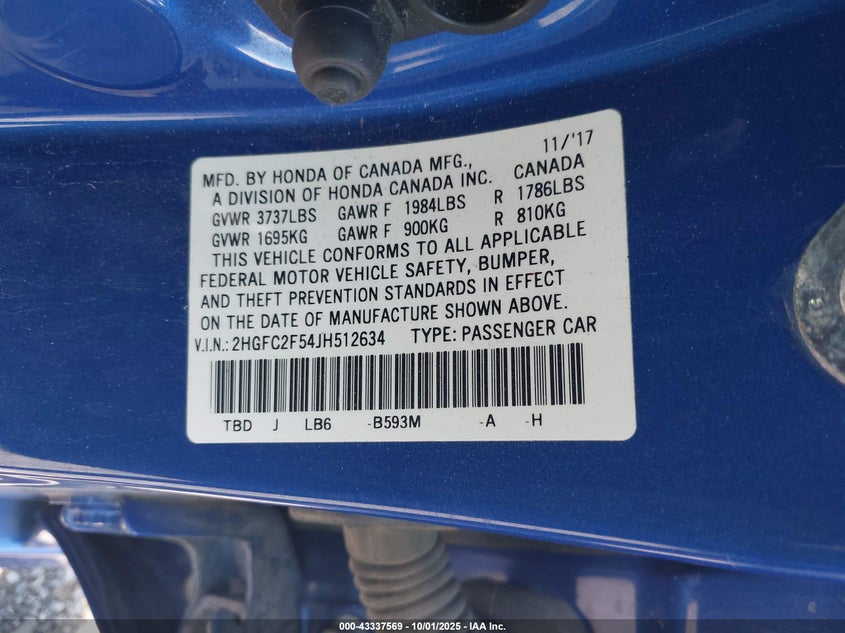 11/'17
MFD. BY HONDA OF CANADA MFG.,
A DIVISION OF HONDA CANADA INC. CANADA
GVWR 3737LBS GAWR F 1984LBS R 1786LBS
GVWR 1695KG GAWR F 900KG R 810KG
THIS VEHICLE CONFORMS TO ALL APPLICABLE
FEDERAL MOTOR VEHICLE SAFETY, BUMPER,
AND THEFT PREVENTION STANDARDS IN EFFECT
ON THE DATE OF MANUFACTURE SHOWN ABOVE.
V.I.N.: 2HGFC2F54JH512634 TYPE: PASSENGER CAR
TBD J LB6 -B593M -A -H
000-43337569 - 10/01/2025 - IAA Inc.